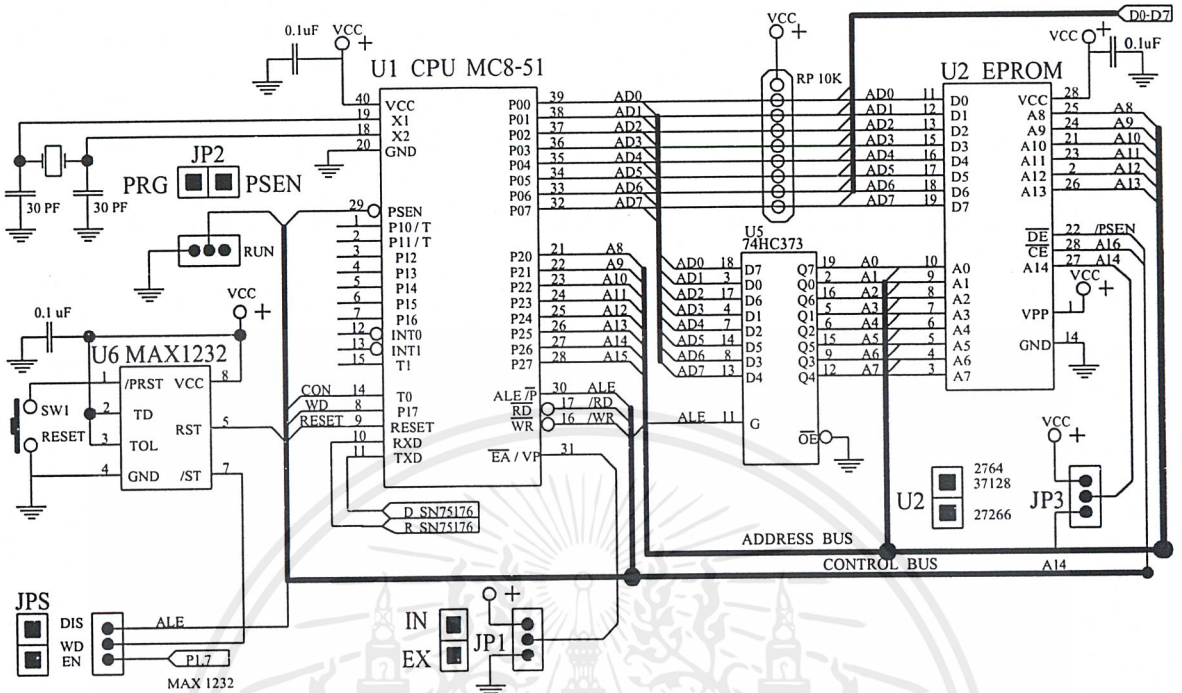 D0-D7
0.1uF
VCC
+
U1 CPU MC8-51
40
19
18
20
VCC
X1
X2
GND
30 PF
30 PF
JP2
PRG
PSEN
RUN
29
1
2
3
4
5
6
7
12
13
15
14
8
9
10
11
PSEN
P10/T
P11/T
P12
P13
P14
P15
P16
INT0
INT1
T1
T0
P17
RESET
RXD
TXD
CON
WD
RESET
P00
P01
P02
P03
P04
P05
P06
P07
39
38
37
36
35
34
33
32
AD0
AD1
AD2
AD3
AD4
AD5
AD6
AD7
P20
P21
P22
P23
P24
P25
P26
P27
21
22
23
24
25
26
27
28
A8
A9
A10
A11
A12
A13
A14
A15
ALE/P
RD
WR
EA / VP
30
17
16
31
ALE
/RD
/WR
D SN75176
R SN75176
VCC
+
RP 10K
U5
74HC373
AD0
AD1
AD2
AD3
AD4
AD5
AD6
AD7
18
3
17
4
7
14
8
13
D7
D0
D6
D1
D2
D5
D3
D4
Q7
Q0
Q6
Q1
Q2
Q5
Q3
Q4
19
2
16
5
6
15
9
12
A0
A1
A2
A3
A4
A5
A6
A7
ALE
11
G
OE
VCC
+
0.1uF
U2 EPROM
AD0
AD1
AD2
AD3
AD4
AD5
AD6
AD7
11
12
13
15
16
17
18
19
D0
D1
D2
D3
D4
D5
D6
D7
10
9
8
7
6
5
4
3
A0
A1
A2
A3
A4
A5
A6
A7
VCC
A8
A9
A10
A11
A12
A13
28
25
24
21
23
2
26
A8
A9
A10
A11
A12
A13
DE
CE
A14
22
28
27
/PSEN
A16
A14
VCC
+
VPP
1
GND
14
U2
2764
37128
27266
VCC
+
JP3
ADDRESS BUS
CONTROL BUS
A14
0.1 uF
VCC
+
U6 MAX1232
SW1
RESET
1
2
3
4
/PRST
TD
TOL
GND
VCC
RST
/ST
8
5
7
JPS
DIS
WD
EN
ALE
P1.7
MAX 1232
IN
EX
JP1
+